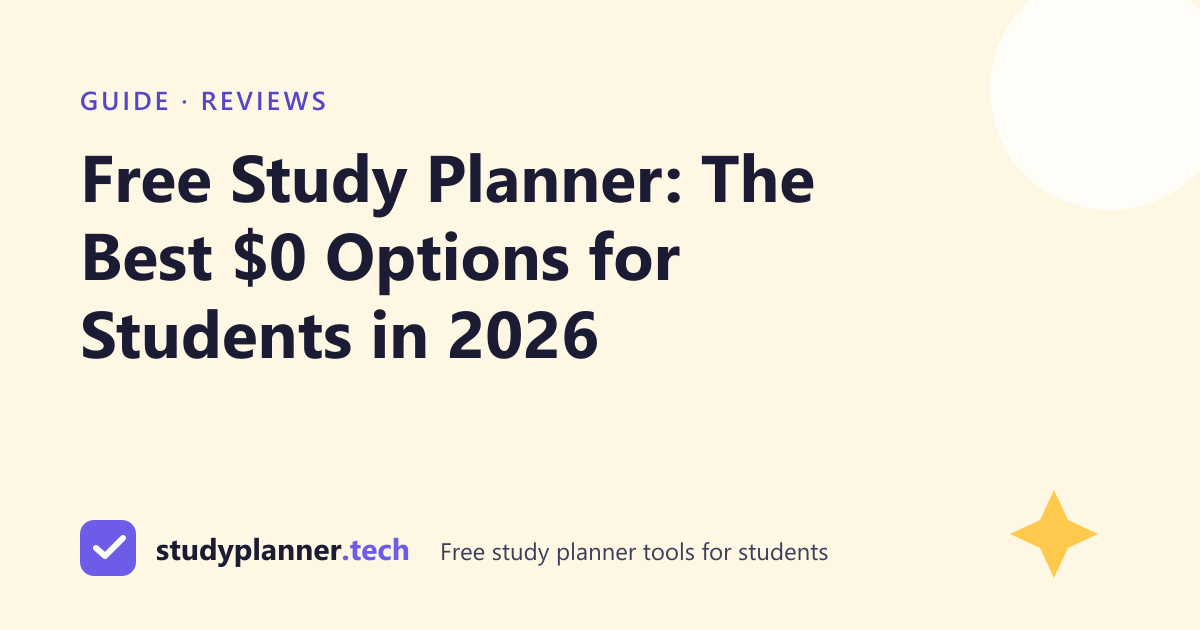 GUIDE · REVIEWS
Free Study Planner: The
Best $0 Options for
Students in 2026
studyplanner.tech Free study planner tools for students